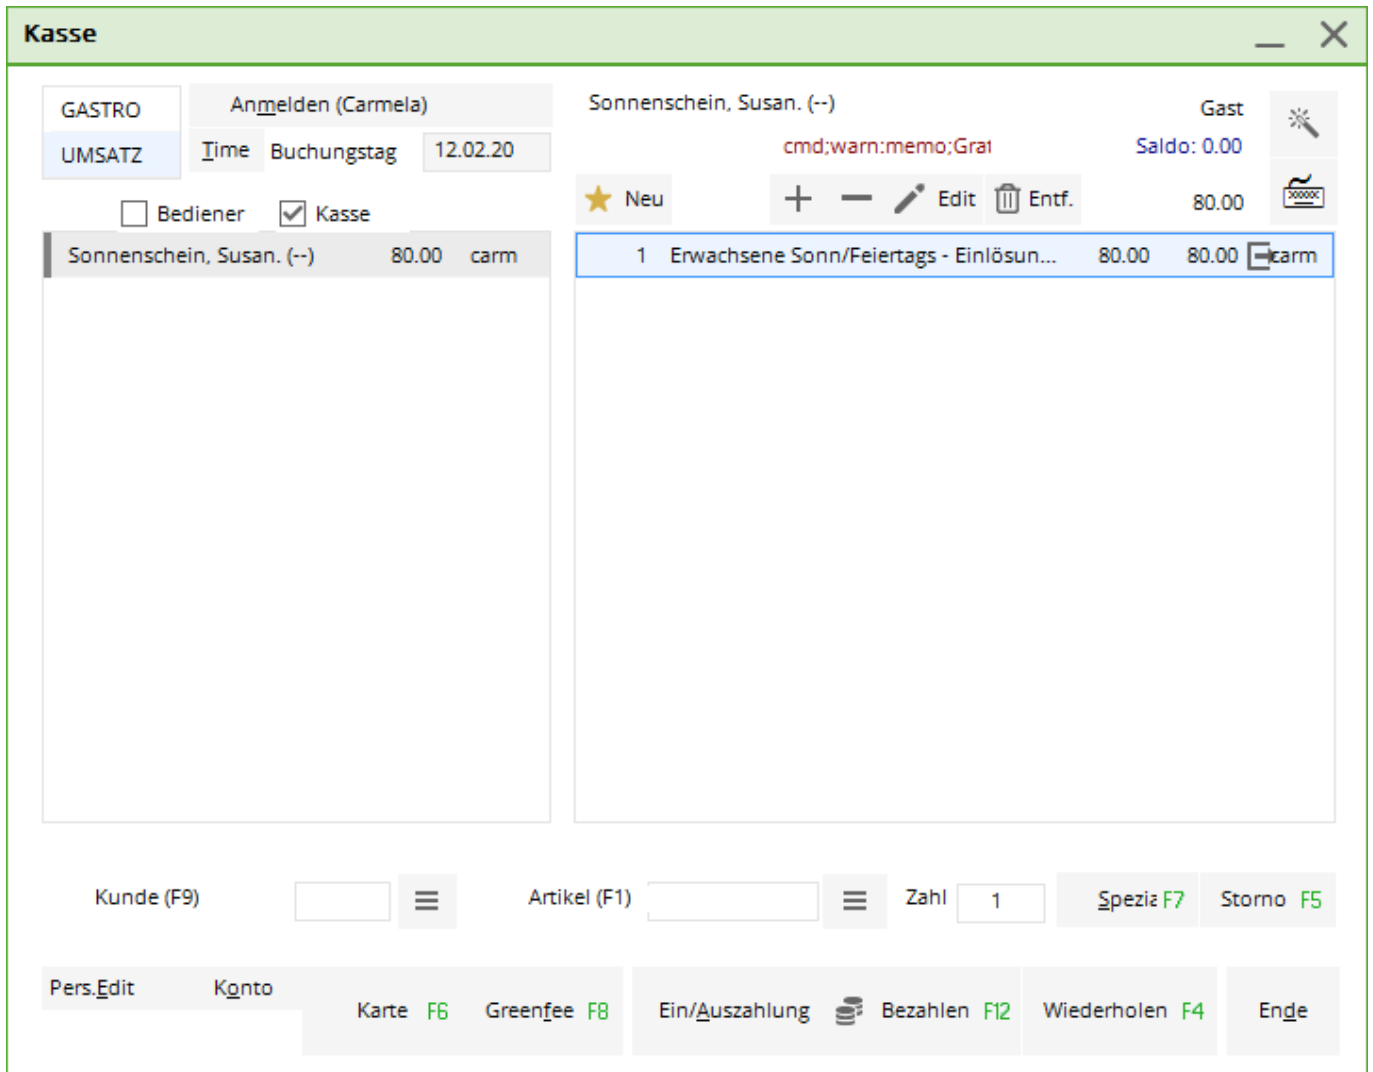 Kasse
GASTRO
UMSATZ
Anmelden (Carmela)
Time Buchungstag 12.02.20
Bediener Kasse
Sonnenschein, Susan. (--) 80.00 carm
Sonnenschein, Susan. (--) Gast
cmd;warn:memo;Grat Saldo: 0.00
Neu Edit Entf. 80.00
1 Erwachsene Sonn/Feiertags - Einlösun... 80.00 80.00 carm
Kunde (F9) Artikel (F1) Zahl 1 Spezia F7 Storno F5
Pers.Edit Konto
Karte F6 Greenfee F8 Ein/Auszahlung Bezahlen F12 Wiederholen F4 Ende